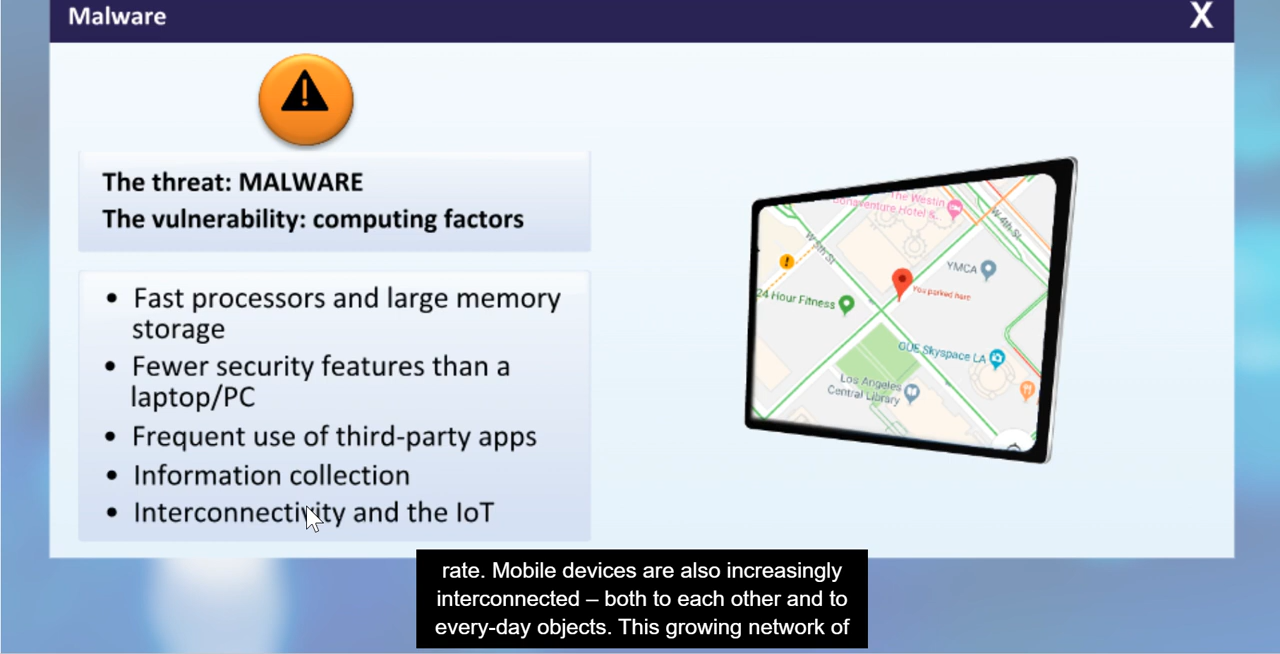 Malware
X
The threat: MALWARE
The vulnerability: computing factors
• Fast processors and large memory
storage
• Fewer security features than a
laptop/PC
• Frequent use of third-party apps
• Information collection
• Interconnectivity and the IoT
The Westin
Bonaventure Hotel &..
W 4th St
W 5th St
YMCA
You parked here
24 Hour Fitness
OUE Skyspace LA
Los Angeles
Central Library
rate. Mobile devices are also increasingly
interconnected – both to each other and to
every-day objects. This growing network of